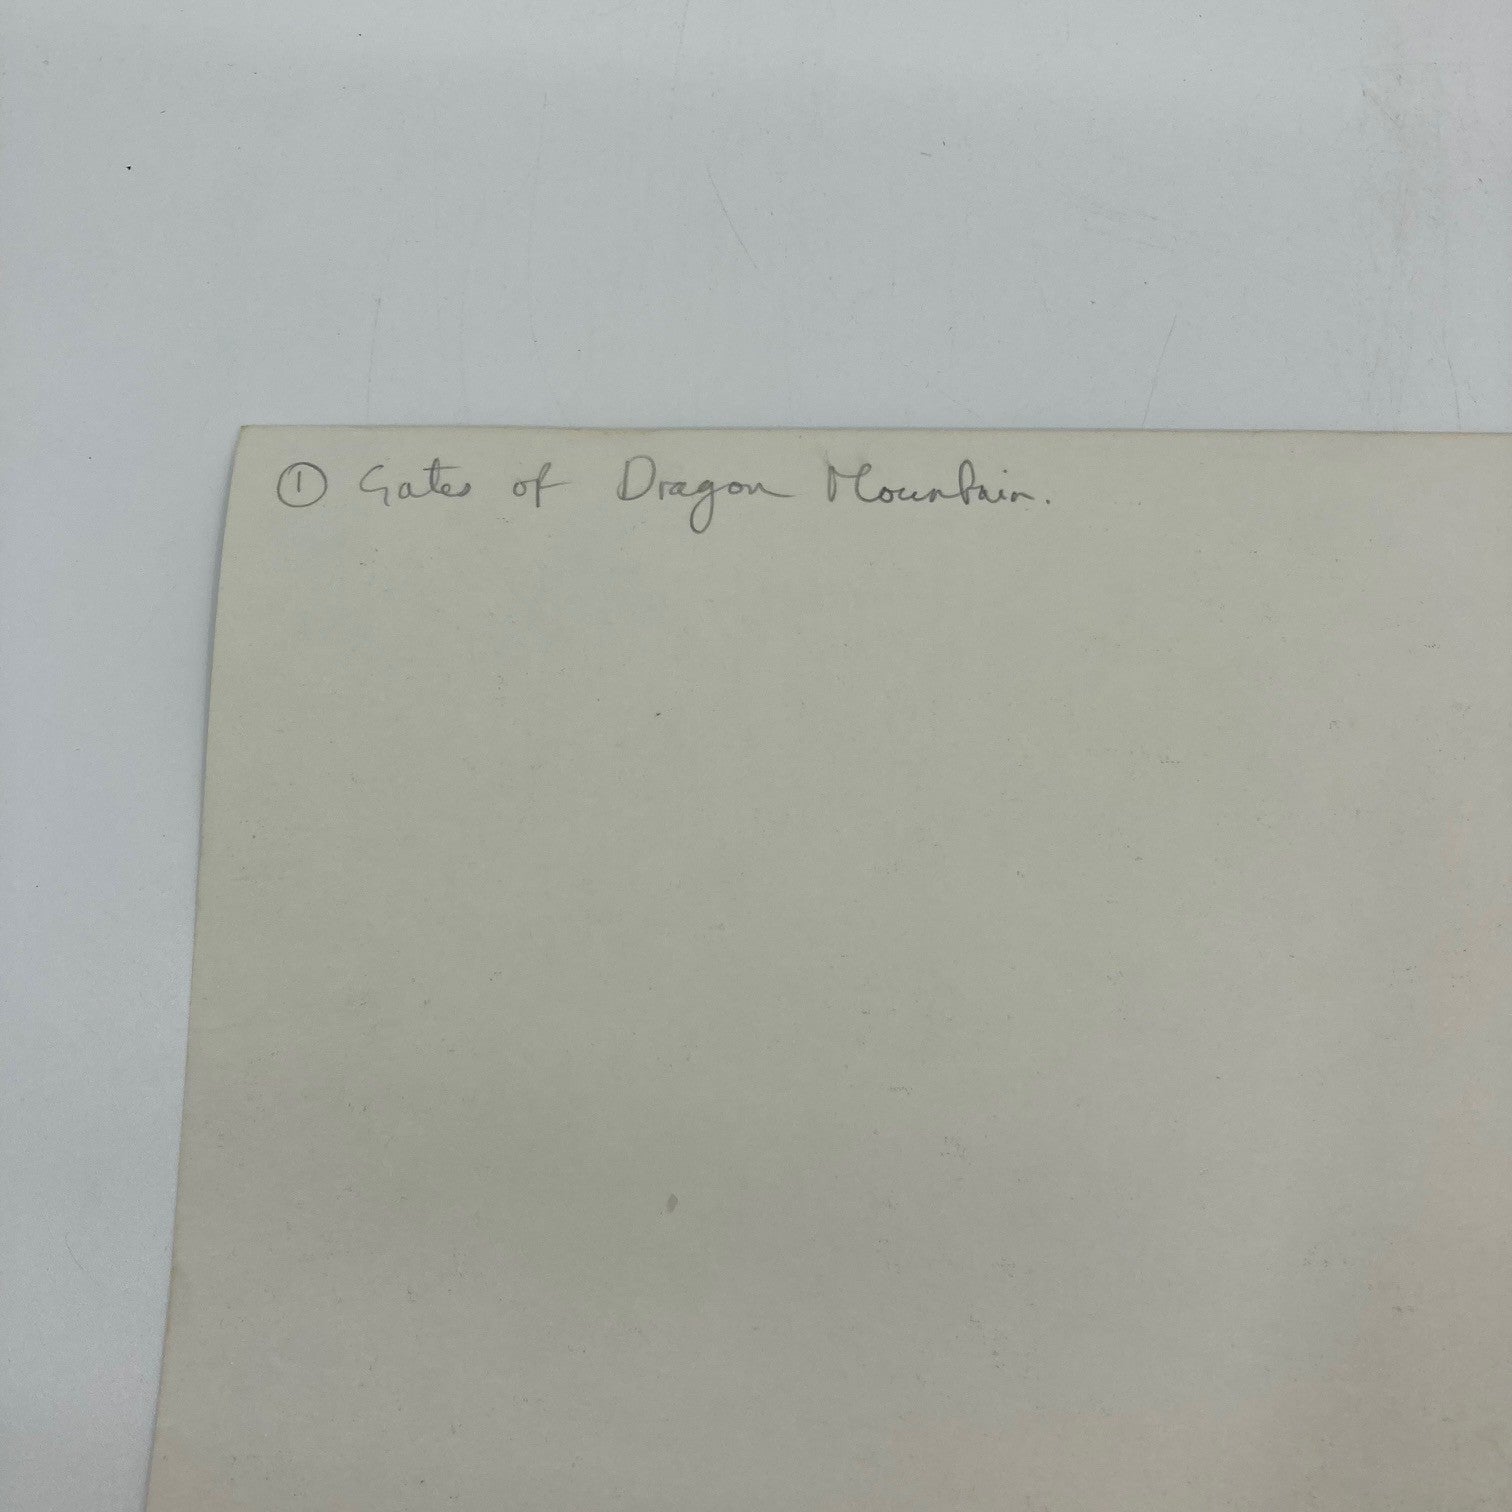 ① Gates of Dragon Mountain.